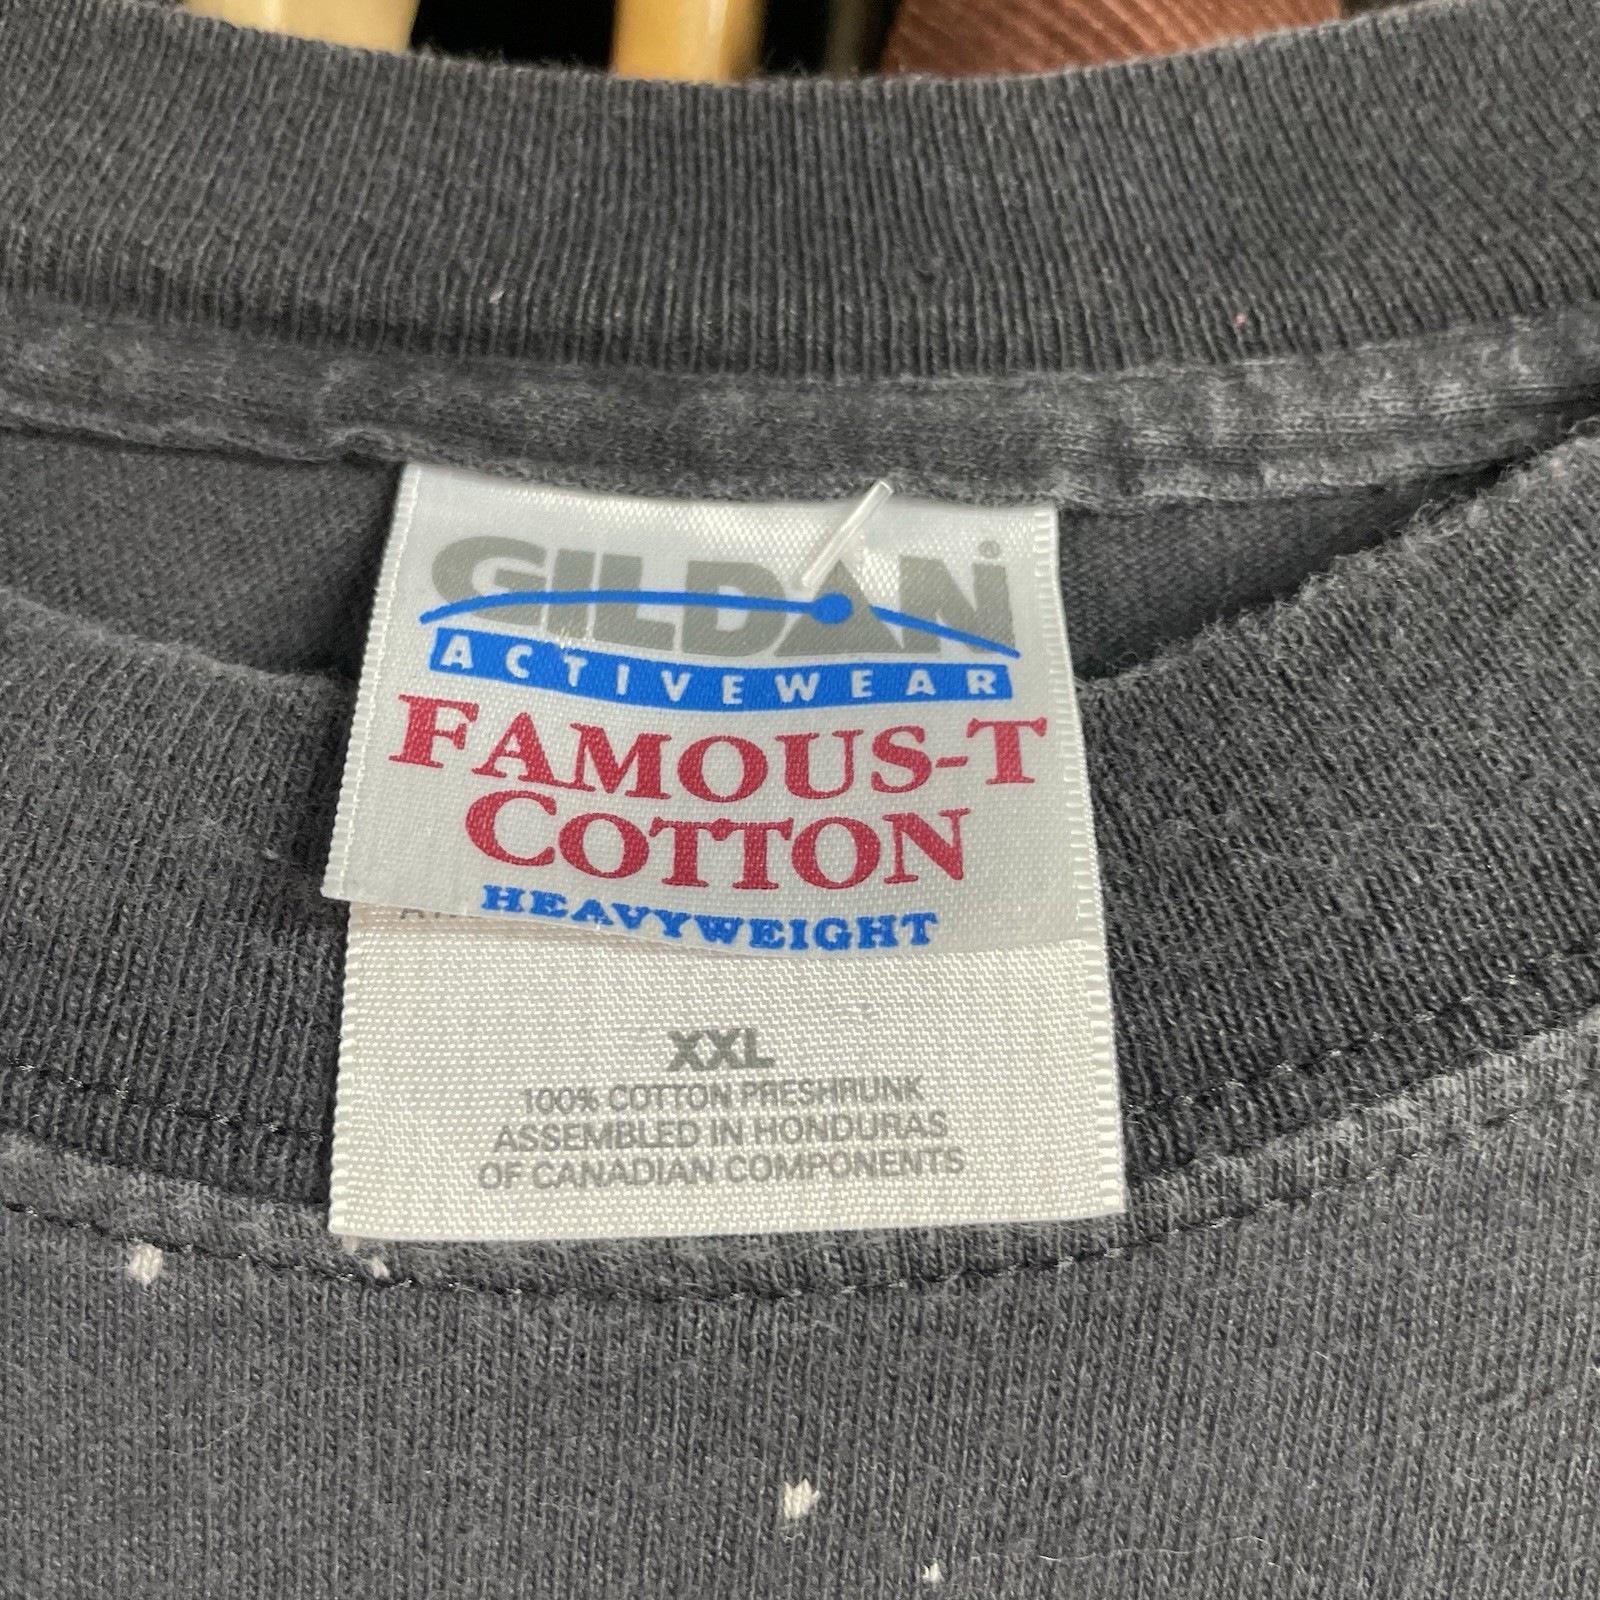 GILDAN®
ACTIVEWEAR
FAMOUS-T
COTTON
HEAVYWEIGHT
XXL
100% COTTON PRESHRUNK
ASSEMBLED IN HONDURAS
OF CANADIAN COMPONENTS